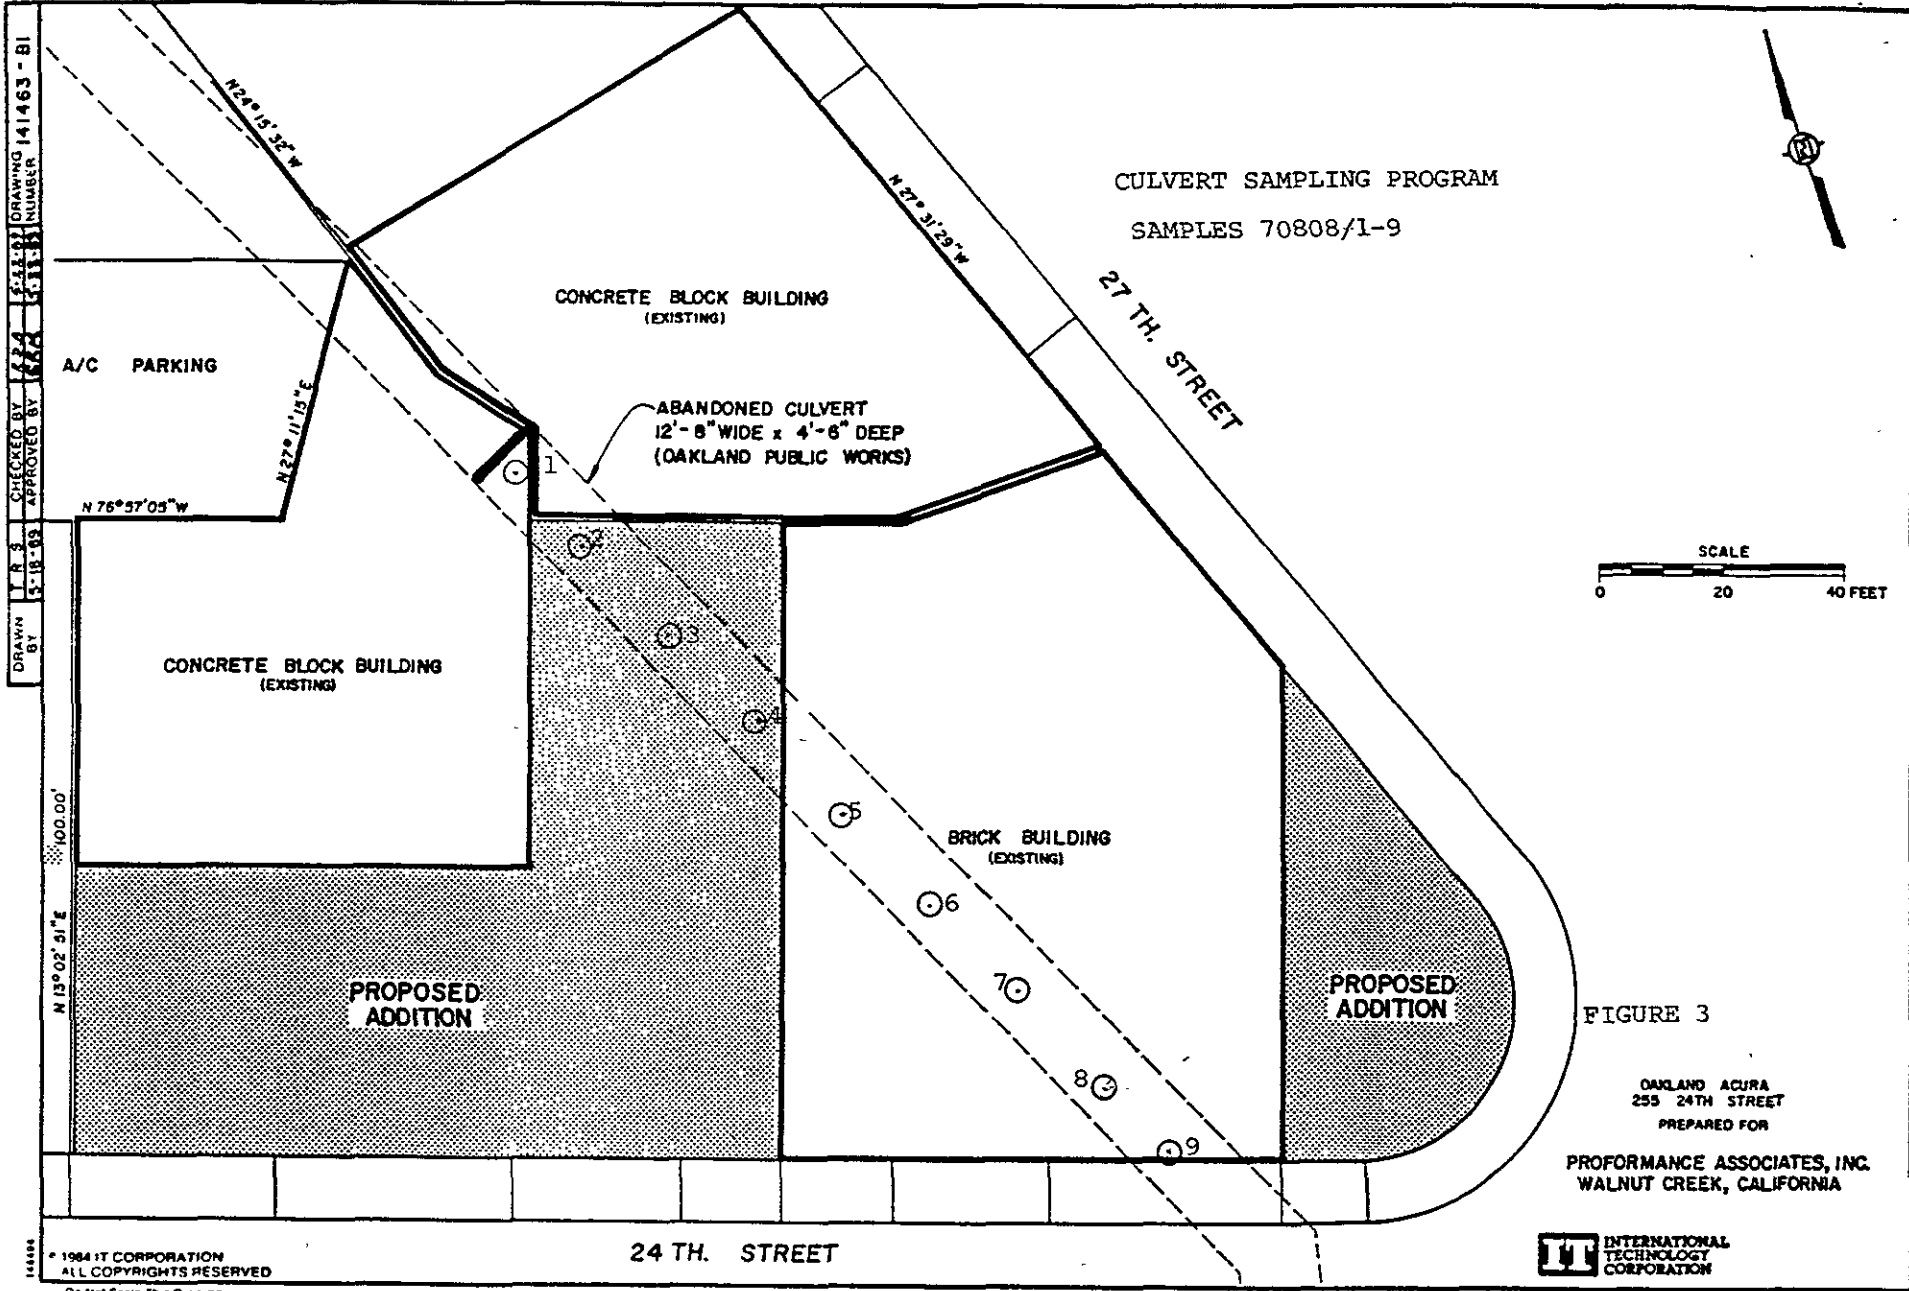 DRAWING NUMBER 141463 - B1
CHECKED BY
APPROVED BY
DRAWN BY
T R S
N24° 15' 32" W
CONCRETE BLOCK BUILDING
(EXISTING)
N 27° 31' 29" W
CULVERT SAMPLING PROGRAM
SAMPLES 70808/1-9
27 TH. STREET
A/C PARKING
N 27° 11' 15" E
N 76° 57' 05" W
ABANDONED CULVERT
12'-8" WIDE x 4'-6" DEEP
(OAKLAND PUBLIC WORKS)
1
2
3
4
5
6
7
8
9
SCALE
0 20 40 FEET
CONCRETE BLOCK BUILDING
(EXISTING)
BRICK BUILDING
(EXISTING)
100.00'
N 13° 02' 51" E
PROPOSED
ADDITION
PROPOSED
ADDITION
FIGURE 3
OAKLAND ACURA
255 24TH STREET
PREPARED FOR
PROFORMANCE ASSOCIATES, INC.
WALNUT CREEK, CALIFORNIA
24 TH. STREET
© 1984 IT CORPORATION
ALL COPYRIGHTS RESERVED
IT INTERNATIONAL
TECHNOLOGY
CORPORATION